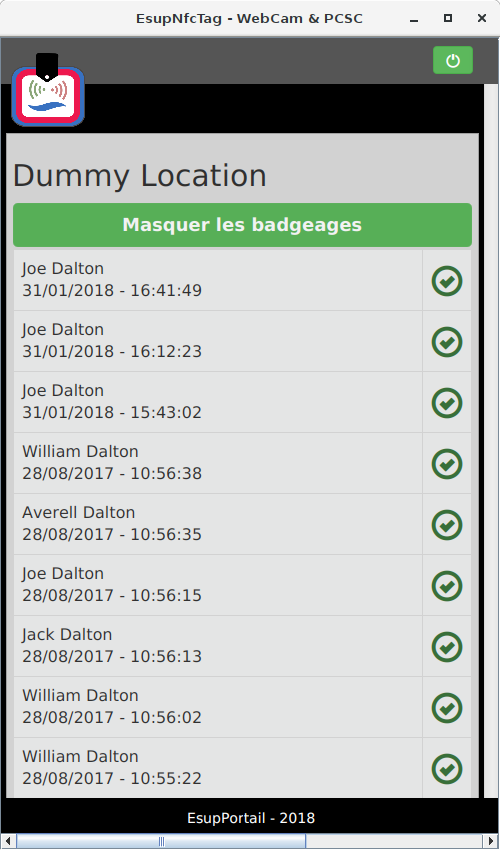 EsupNfcTag - WebCam & PCSC
Dummy Location
Masquer les badgeages
Joe Dalton
31/01/2018 - 16:41:49
Joe Dalton
31/01/2018 - 16:12:23
Joe Dalton
31/01/2018 - 15:43:02
William Dalton
28/08/2017 - 10:56:38
Averell Dalton
28/08/2017 - 10:56:35
Joe Dalton
28/08/2017 - 10:56:15
Jack Dalton
28/08/2017 - 10:56:13
William Dalton
28/08/2017 - 10:56:02
William Dalton
28/08/2017 - 10:55:22
EsupPortail - 2018